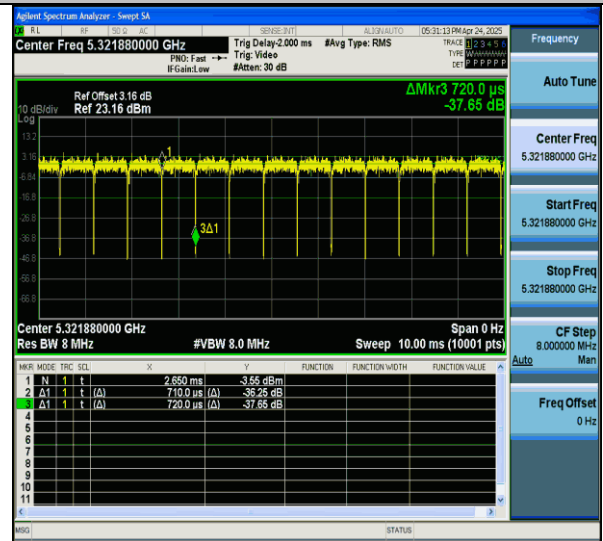 Agilent Spectrum Analyzer - Swept SA
RL RF 50 Ω AC SENSE:INT ALIGNAUTO 05:31:13 PM Apr 24, 2025
Center Freq 5.321880000 GHz
PNO: Fast
IFGain:Low
Trig Delay-2.000 ms
Trig: Video
#Atten: 30 dB
#Avg Type: RMS
TRACE 1 2 3 4 5 6
TYPE
DET P P P P P P
Ref Offset 3.16 dB
10 dB/div Ref 23.16 dBm
Log
ΔMkr3 720.0 µs
-37.65 dB
13.2
3.16
-6.84
-16.8
-26.8
-36.8
-46.8
-56.8
-66.8
1
3Δ1
Center 5.321880000 GHz Span 0 Hz
Res BW 8 MHz #VBW 8.0 MHz Sweep 10.00 ms (10001 pts)
MKR MODE TRC SCL X Y FUNCTION FUNCTION WIDTH FUNCTION VALUE
1 N 1 t 2.650 ms -3.55 dBm
2 Δ1 1 t (Δ) 710.0 µs (Δ) -36.25 dB
3 Δ1 1 t (Δ) 720.0 µs (Δ) -37.65 dB
4
5
6
7
8
9
10
11
MSG STATUS
Frequency
Auto Tune
Center Freq
5.321880000 GHz
Start Freq
5.321880000 GHz
Stop Freq
5.321880000 GHz
CF Step
8.000000 MHz
Auto Man
Freq Offset
0 Hz